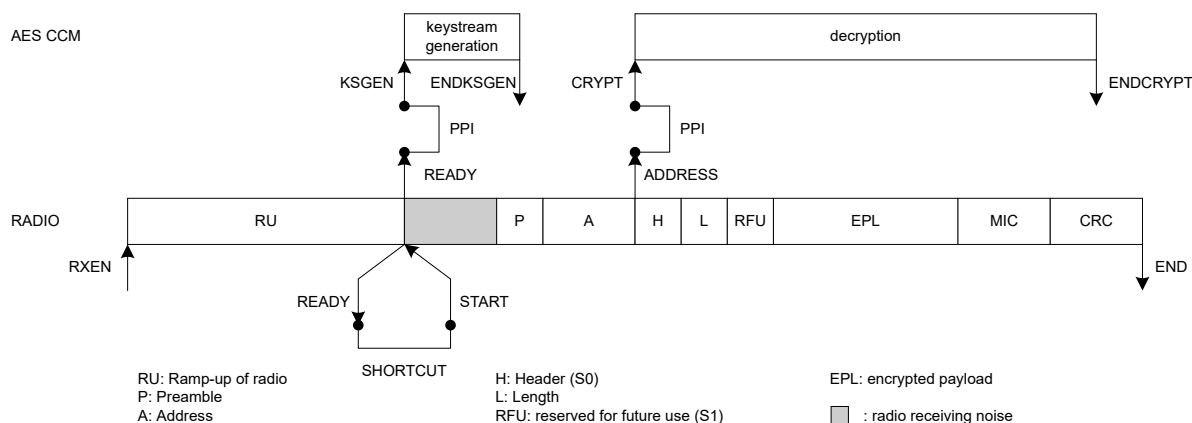 AES CCM
keystream
generation
decryption
KSGEN
ENDKSGEN
CRYPT
ENDCRYPT
PPI
PPI
READY
ADDRESS
RADIO
RU
P
A
H
L
RFU
EPL
MIC
CRC
RXEN
END
READY
START
SHORTCUT
RU: Ramp-up of radio
P: Preamble
A: Address
H: Header (S0)
L: Length
RFU: reserved for future use (S1)
EPL: encrypted payload
: radio receiving noise